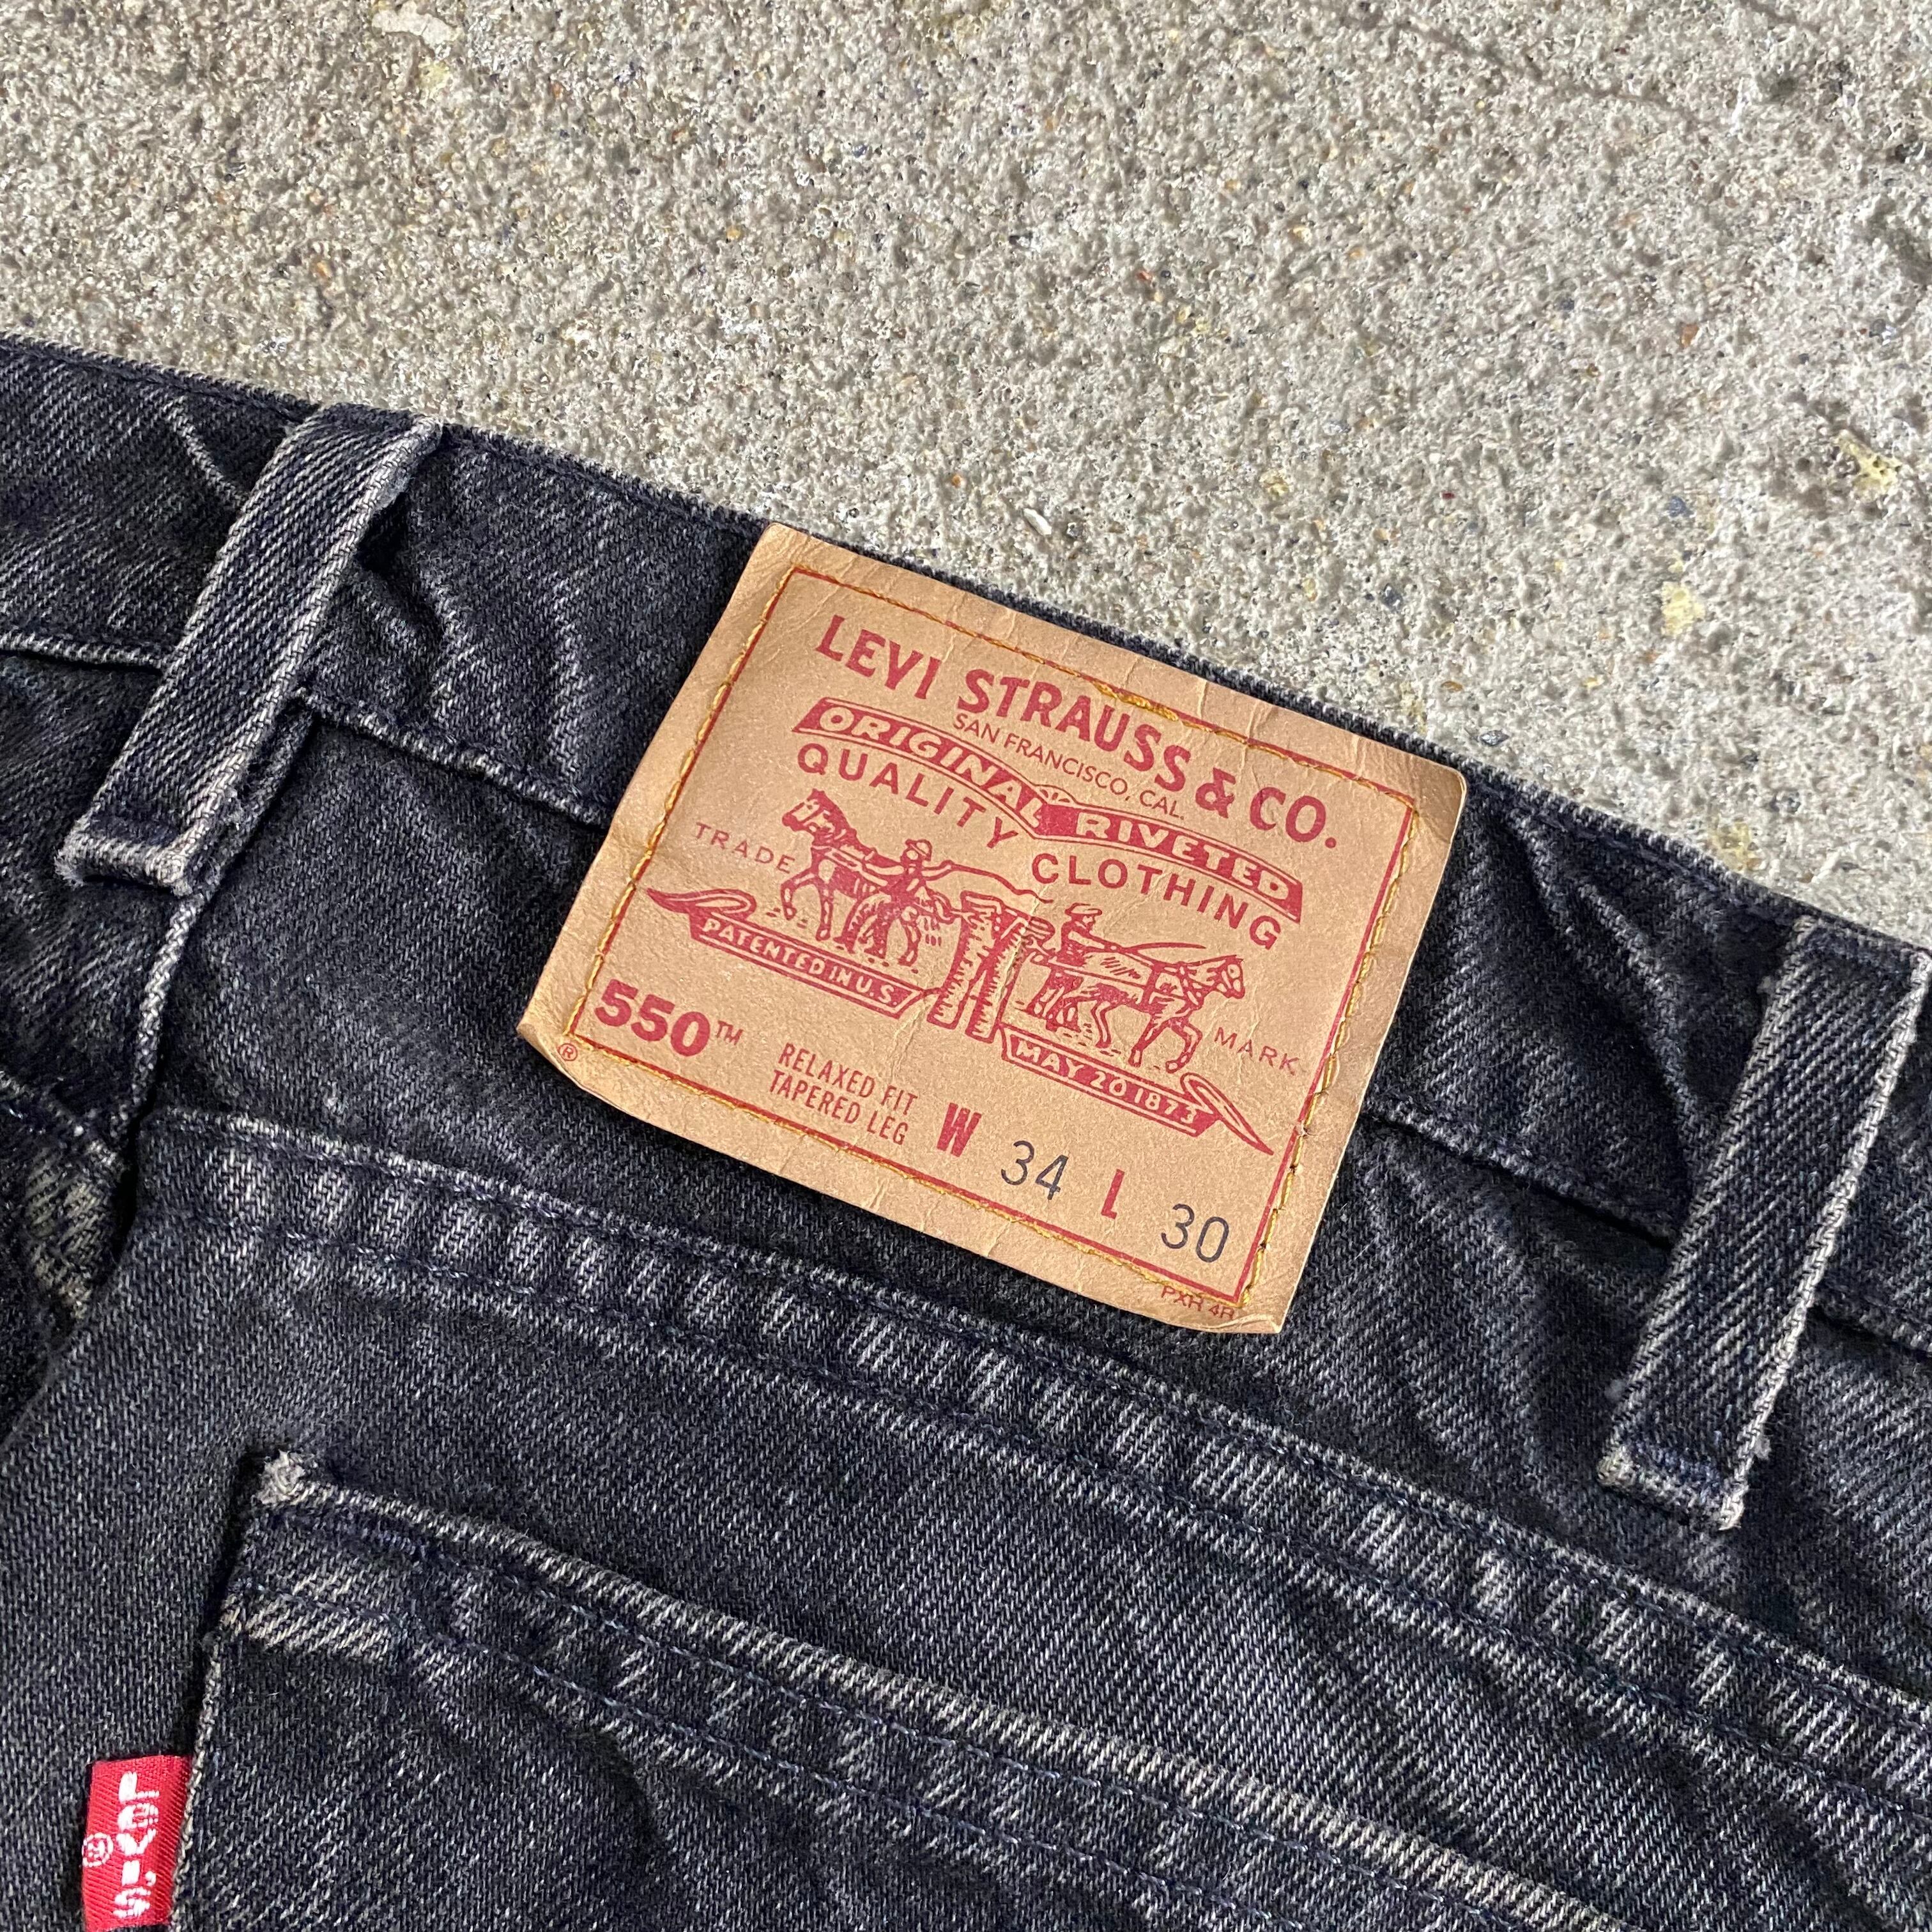 LEVI STRAUSS & CO.
SAN FRANCISCO, CAL.
ORIGINAL RIVETED
QUALITY CLOTHING
TRADE MARK
PATENTED IN U.S.
MAY 20 1873
550™
RELAXED FIT
TAPERED LEG
W 34 L 30
®
PXR 4R
LEVI'S
®